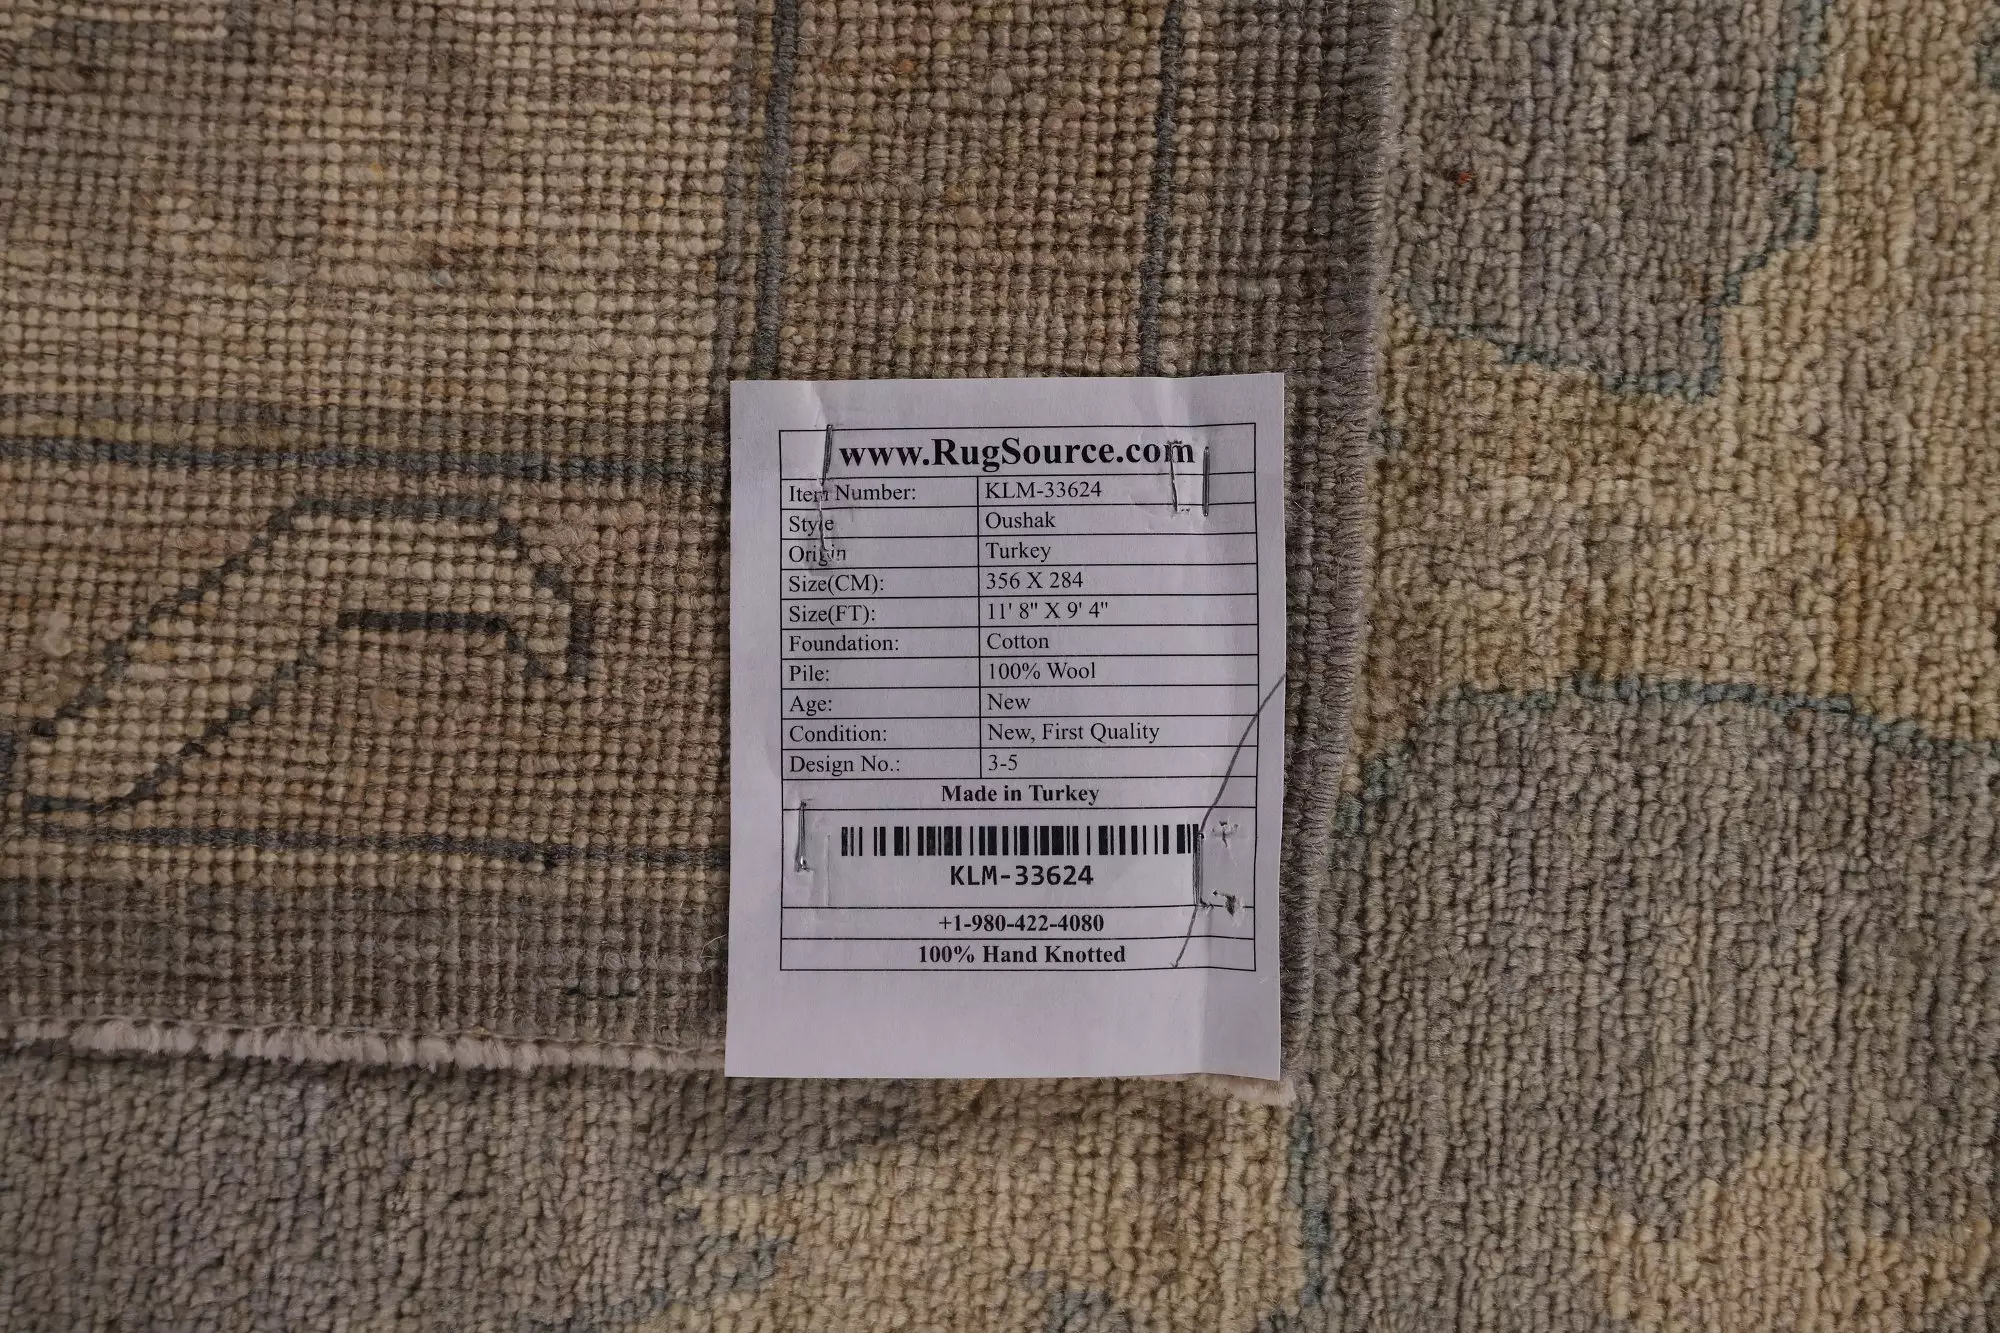 www.RugSource.com
Item Number: KLM-33624
Style Oushak
Origin Turkey
Size(CM): 356 X 284
Size(FT): 11' 8" X 9' 4"
Foundation: Cotton
Pile: 100% Wool
Age: New
Condition: New, First Quality
Design No.: 3-5
Made in Turkey
KLM-33624
+1-980-422-4080
100% Hand Knotted